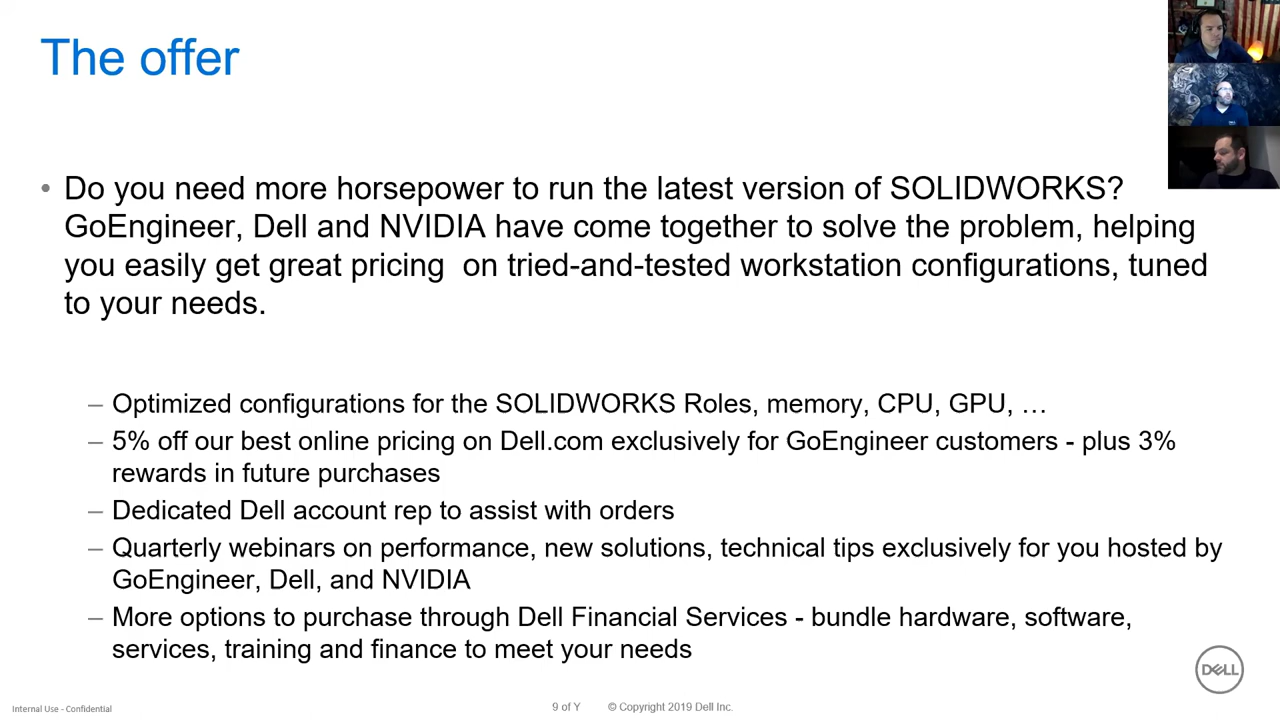 The offer
• Do you need more horsepower to run the latest version of SOLIDWORKS?
GoEngineer, Dell and NVIDIA have come together to solve the problem, helping
you easily get great pricing  on tried-and-tested workstation configurations, tuned
to your needs.
– Optimized configurations for the SOLIDWORKS Roles, memory, CPU, GPU, …
– 5% off our best online pricing on Dell.com exclusively for GoEngineer customers - plus 3%
rewards in future purchases
– Dedicated Dell account rep to assist with orders
– Quarterly webinars on performance, new solutions, technical tips exclusively for you hosted by
GoEngineer, Dell, and NVIDIA
– More options to purchase through Dell Financial Services - bundle hardware, software,
services, training and finance to meet your needs
DELL
Internal Use - Confidential
9 of Y
© Copyright 2019 Dell Inc.